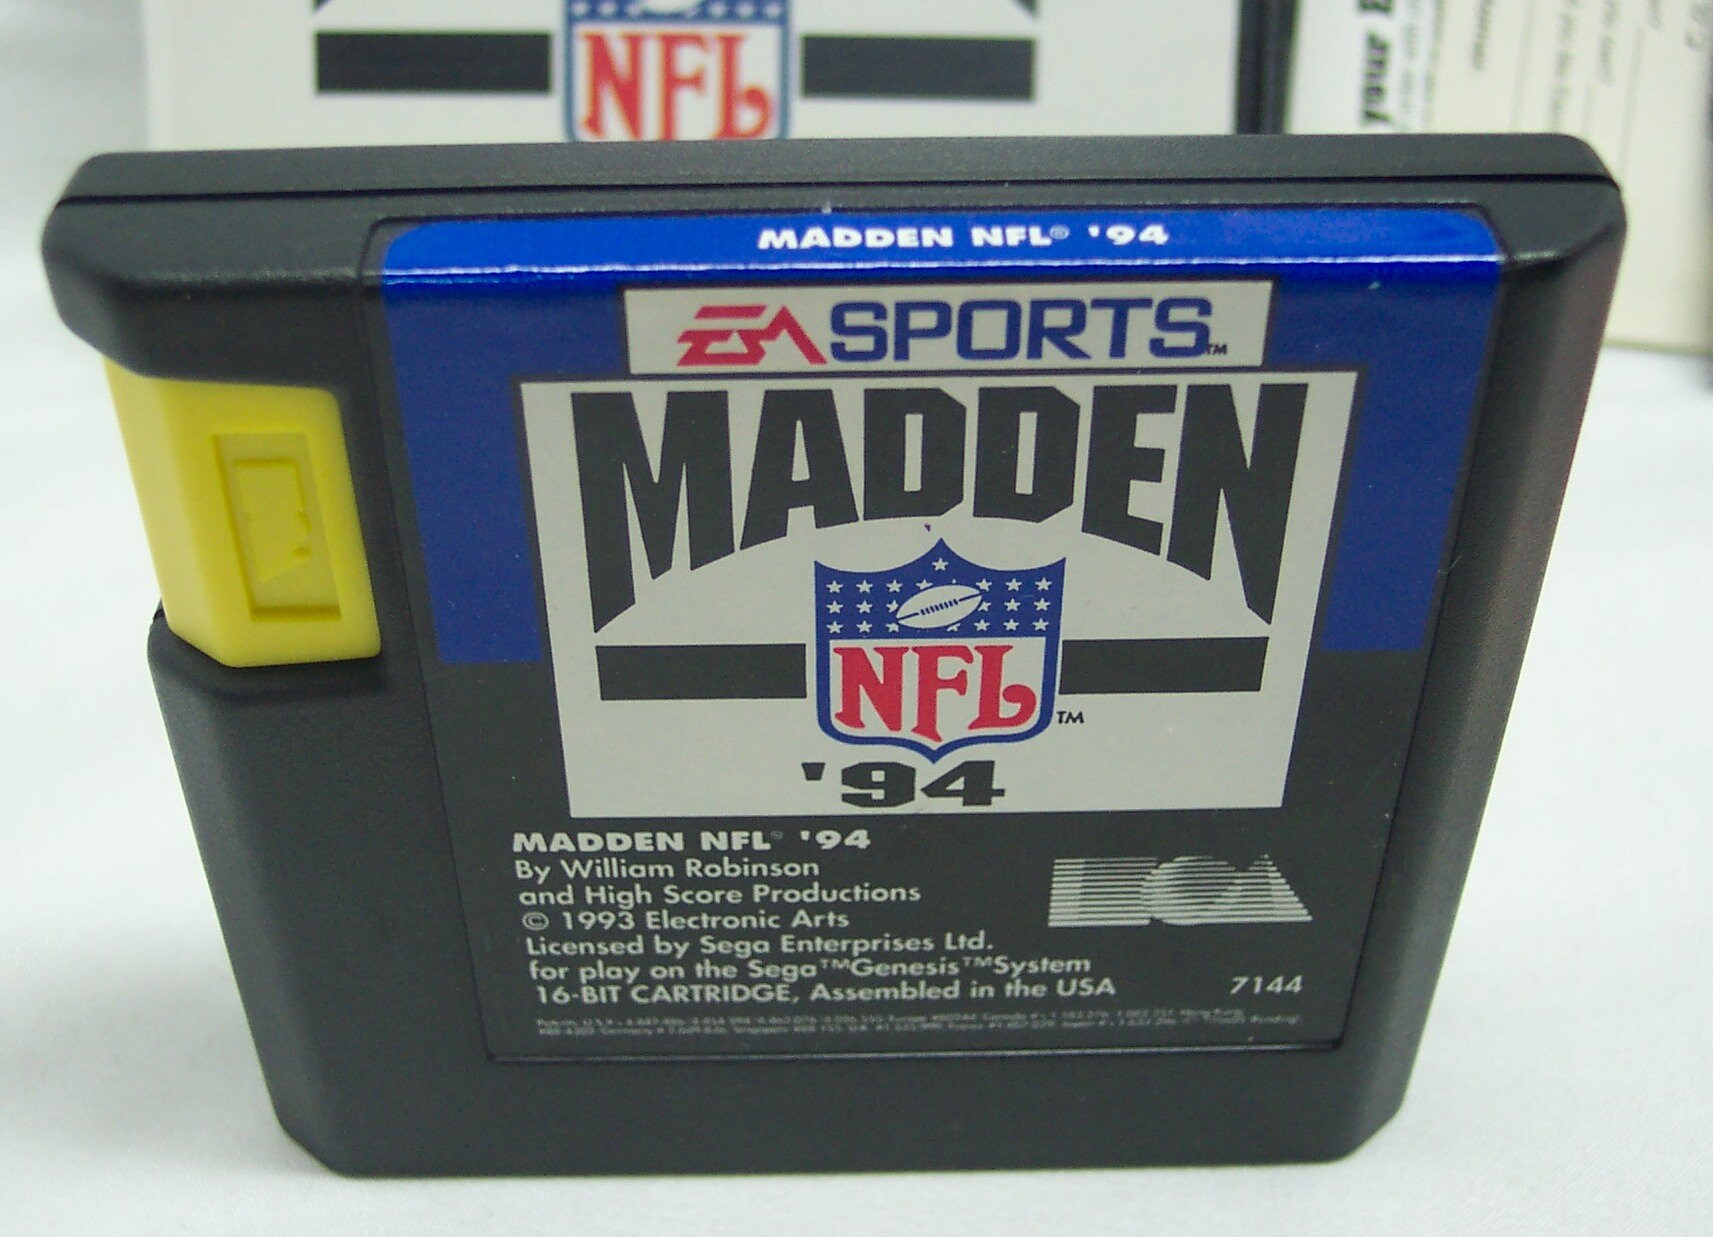 NFL
your
MADDEN NFL® '94
EA SPORTS™
MADDEN
NFL™
'94
MADDEN NFL® '94
By William Robinson
and High Score Productions
© 1993 Electronic Arts
Licensed by Sega Enterprises Ltd.
for play on the Sega™Genesis™System
16-BIT CARTRIDGE, Assembled in the USA
7144